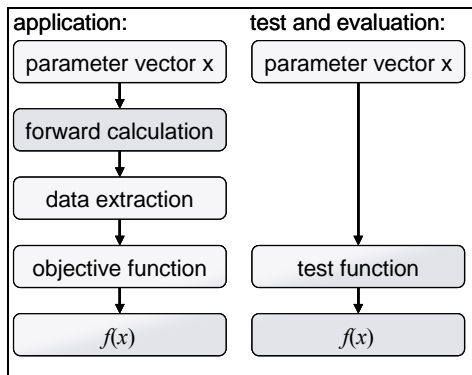 application:
parameter vector x
forward calculation
data extraction
objective function
f(x)
test and evaluation:
parameter vector x
test function
f(x)